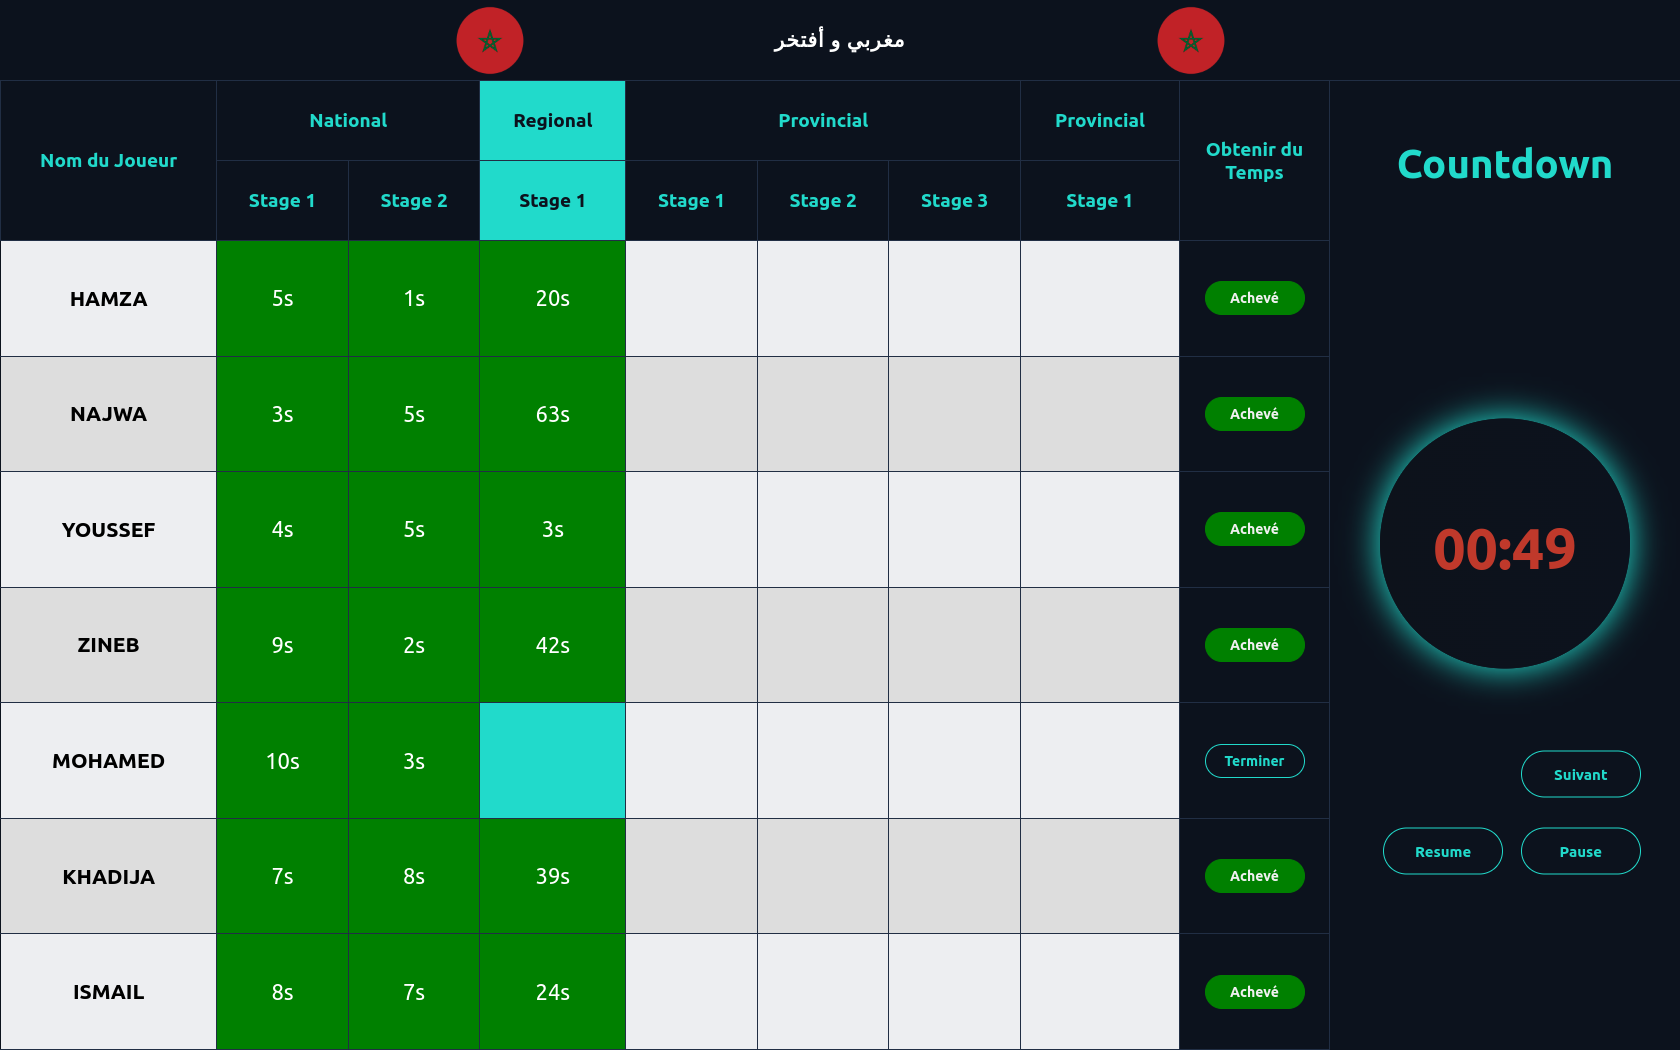 مغربي و أفتخر
Nom du Joueur
National
Regional
Provincial
Provincial
Obtenir du
Temps
Countdown
Stage 1
Stage 2
Stage 1
Stage 1
Stage 2
Stage 3
Stage 1
HAMZA
5s
1s
20s
Achevé
NAJWA
3s
5s
63s
Achevé
YOUSSEF
4s
5s
3s
Achevé
00:49
ZINEB
9s
2s
42s
Achevé
MOHAMED
10s
3s
Terminer
Suivant
Resume
Pause
KHADIJA
7s
8s
39s
Achevé
ISMAIL
8s
7s
24s
Achevé